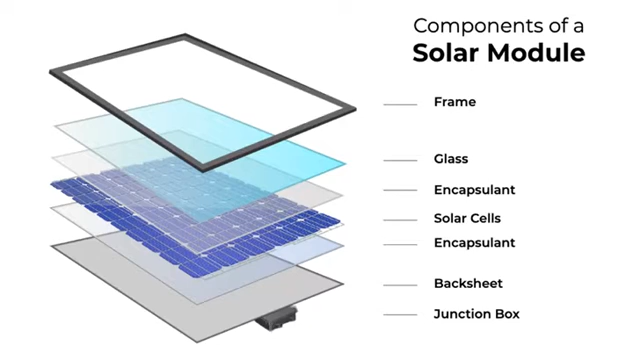 Components of a
Solar Module
Frame
Glass
Encapsulant
Solar Cells
Encapsulant
Backsheet
Junction Box